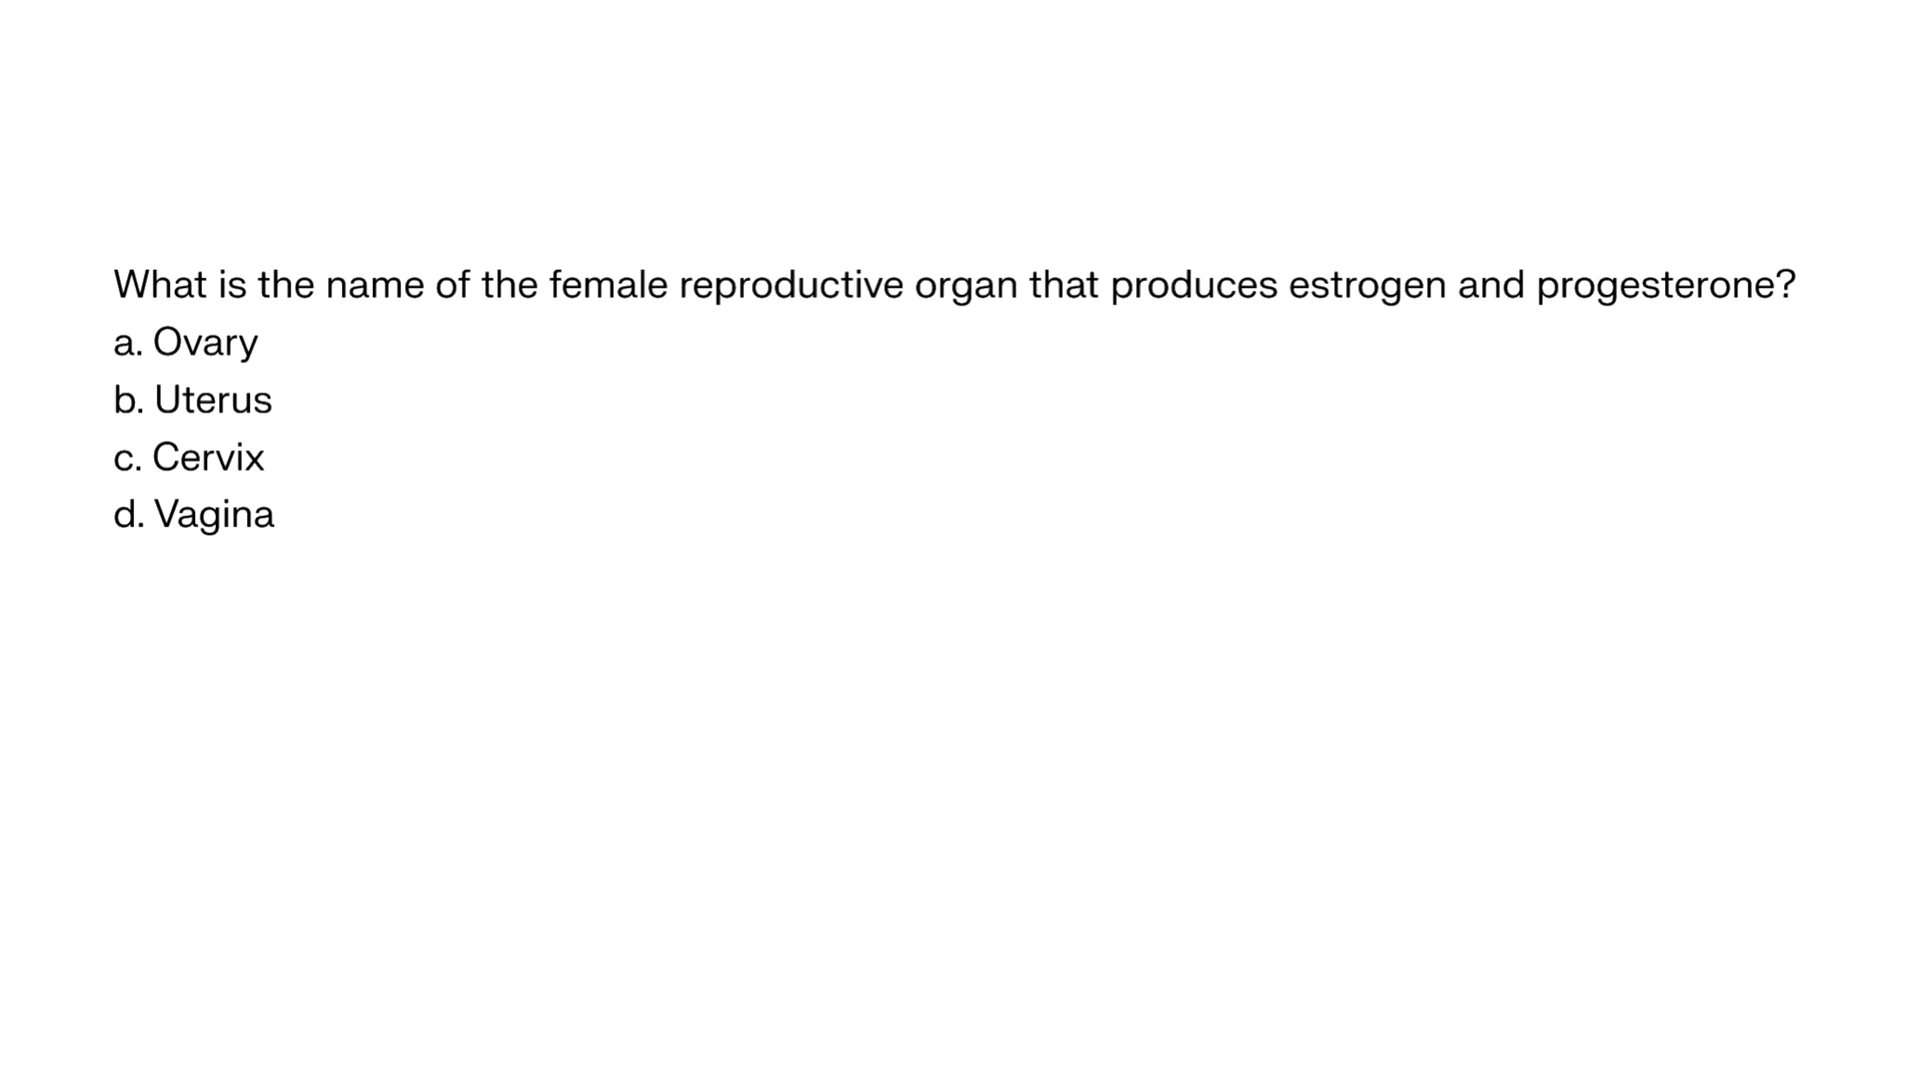 What is the name of the female reproductive organ that produces estrogen and progesterone?
a. Ovary
b. Uterus
c. Cervix
d. Vagina